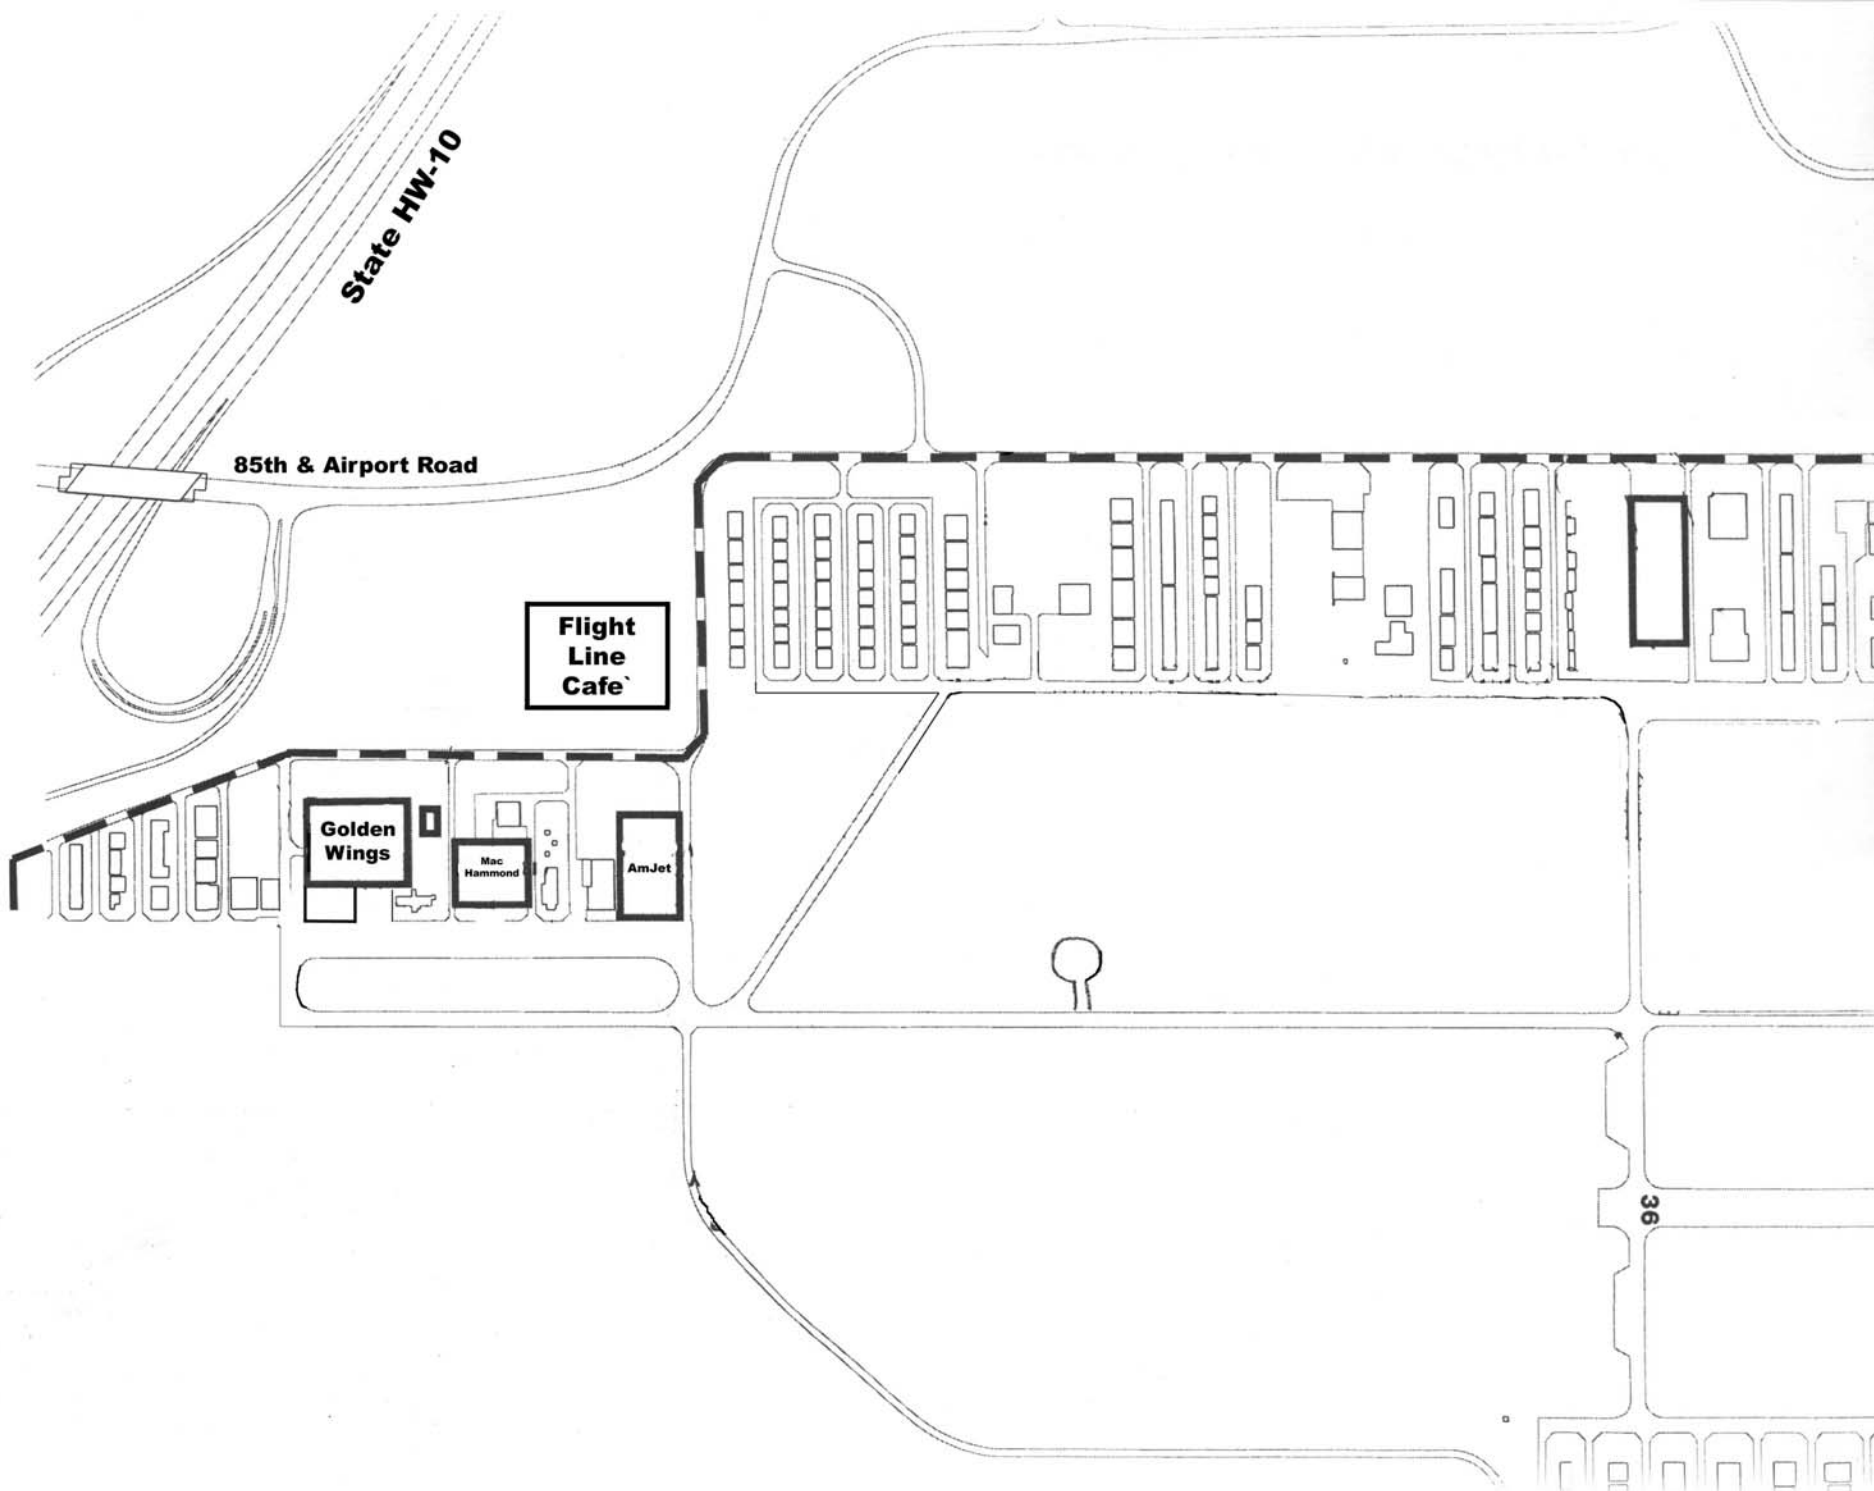 State HW-10
85th & Airport Road
Flight
Line
Cafe`
Golden
Wings
Mac
Hammond
AmJet
36